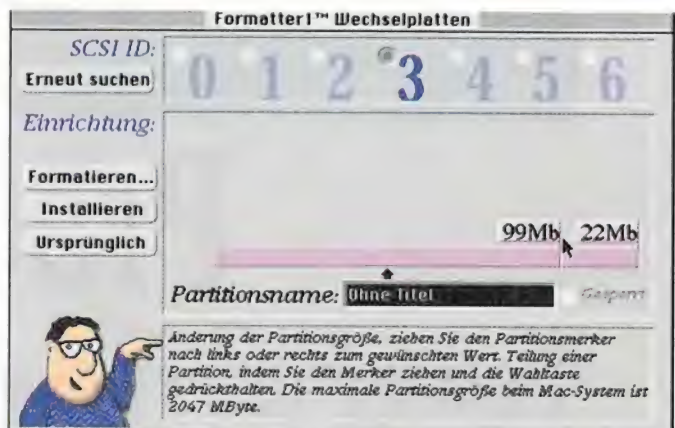 Formatter1™ Wechselplatten
SCSI ID:
Erneut suchen
0 1 2 3 4 5 6
Einrichtung:
Formatieren...
Installieren
Ursprünglich
99Mb 22Mb
Partitionsname: Ohne Titel Gesperrt
Änderung der Partitionsgröße, ziehen Sie den Partitionsmerker
nach links oder rechts zum gewünschten Wert. Teilung einer
Partition, indem Sie den Merker ziehen und die Wahltaste
gedrückthalten. Die maximale Partitionsgröße beim Mac-System ist
2047 MByte.